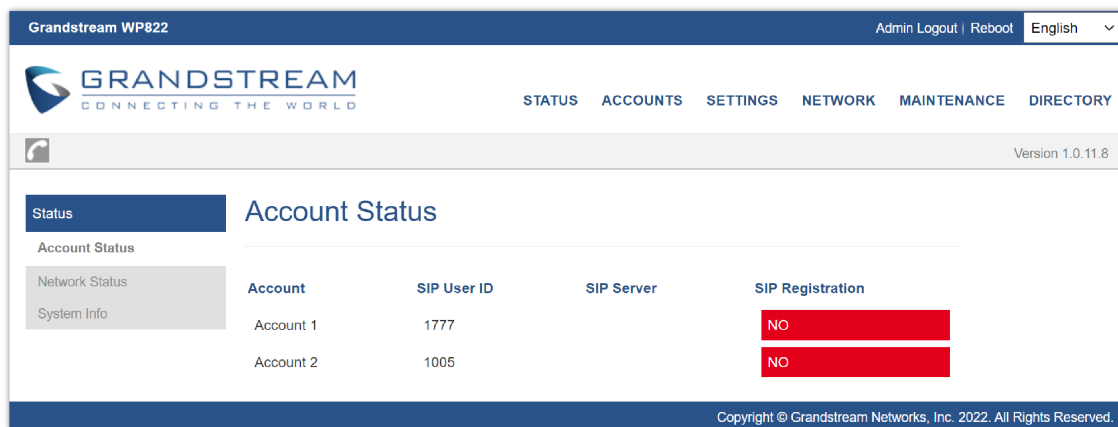 Grandstream WP822 Admin Logout | Reboot English
GRANDSTREAM
CONNECTING THE WORLD
STATUS ACCOUNTS SETTINGS NETWORK MAINTENANCE DIRECTORY
Version 1.0.11.8
Status
Account Status
Network Status
System Info
Account Status
Account SIP User ID SIP Server SIP Registration
Account 1 1777 NO
Account 2 1005 NO
Copyright © Grandstream Networks, Inc. 2022. All Rights Reserved.